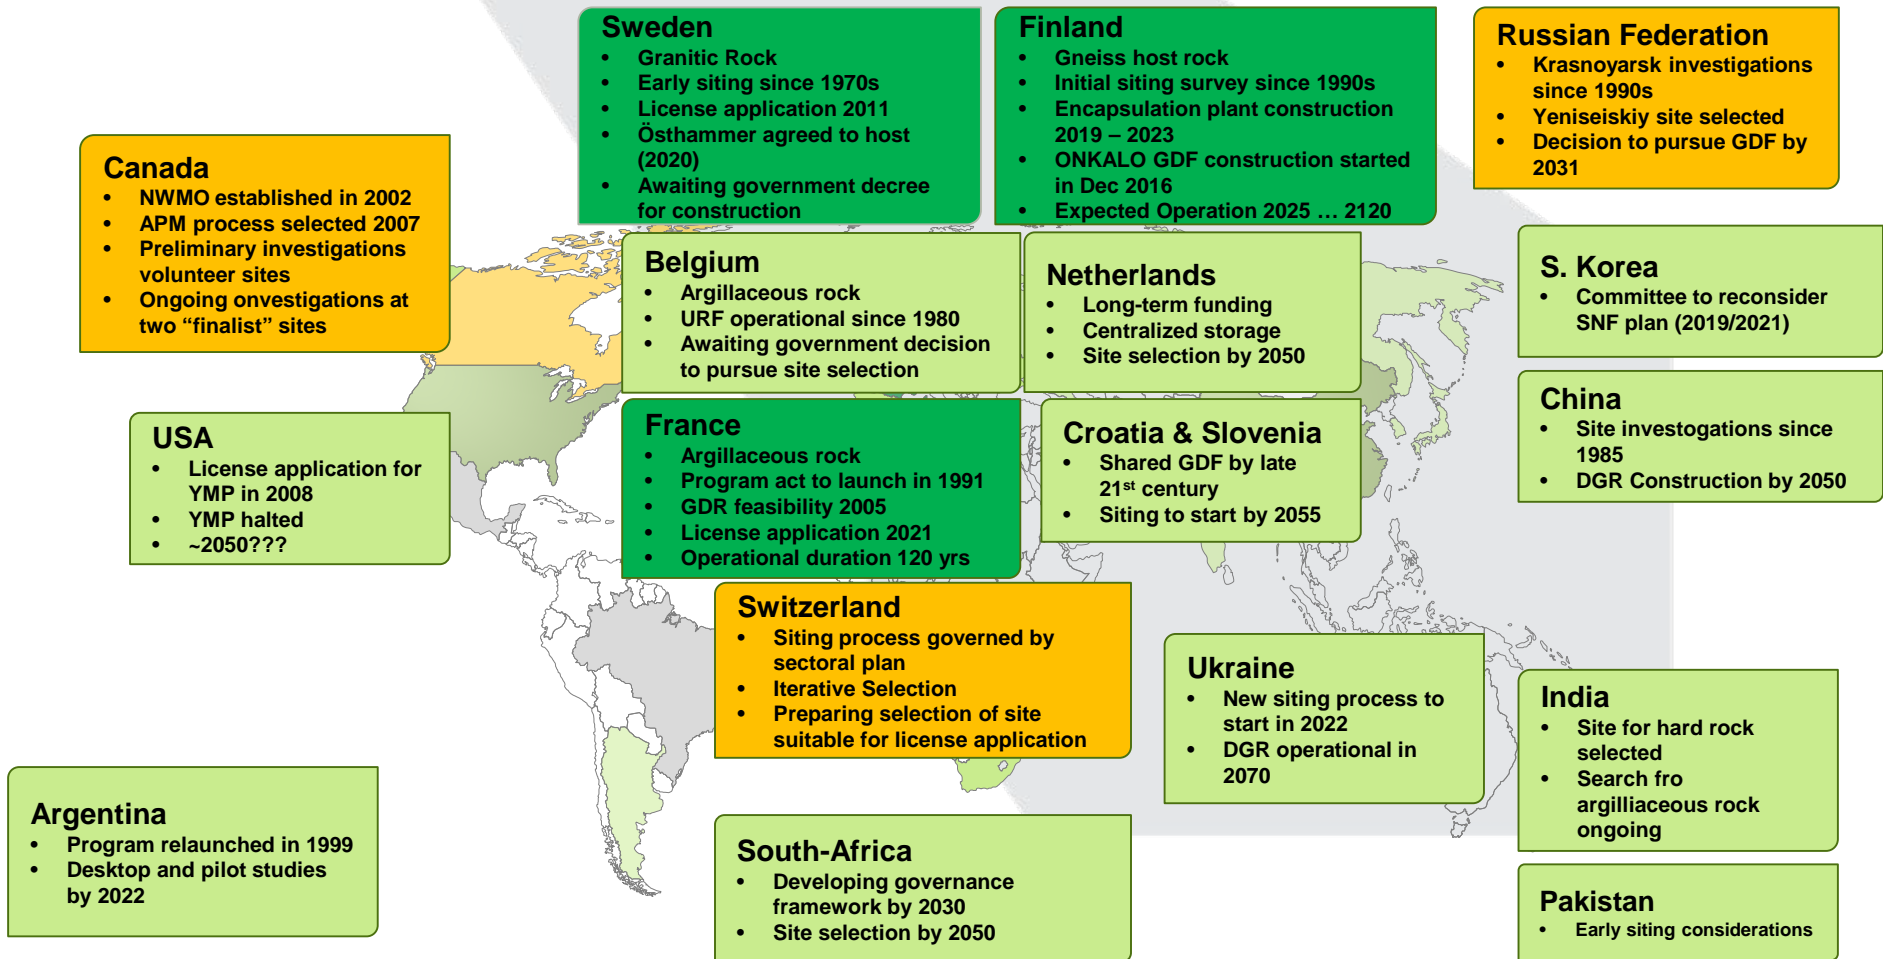 Sweden
• Granitic Rock
• Early siting since 1970s
• License application 2011
• Östhammer agreed to host
(2020)
• Awaiting government decree
for construction
Finland
• Gneiss host rock
• Initial siting survey since 1990s
• Encapsulation plant construction
2019 – 2023
• ONKALO GDF construction started
in Dec 2016
• Expected Operation 2025 … 2120
Russian Federation
• Krasnoyarsk investigations
since 1990s
• Yeniseiskiy site selected
• Decision to pursue GDF by
2031
Canada
• NWMO established in 2002
• APM process selected 2007
• Preliminary investigations
volunteer sites
• Ongoing onvestigations at
two “finalist” sites
Belgium
• Argillaceous rock
• URF operational since 1980
• Awaiting government decision
to pursue site selection
Netherlands
• Long-term funding
• Centralized storage
• Site selection by 2050
S. Korea
• Committee to reconsider
SNF plan (2019/2021)
USA
• License application for
YMP in 2008
• YMP halted
• ~2050???
France
• Argillaceous rock
• Program act to launch in 1991
• GDR feasibility 2005
• License application 2021
• Operational duration 120 yrs
Croatia & Slovenia
• Shared GDF by late
21st century
• Siting to start by 2055
China
• Site investogations since
1985
• DGR Construction by 2050
Switzerland
• Siting process governed by
sectoral plan
• Iterative Selection
• Preparing selection of site
suitable for license application
Ukraine
• New siting process to
start in 2022
• DGR operational in
2070
India
• Site for hard rock
selected
• Search fro
argilliaceous rock
ongoing
Argentina
• Program relaunched in 1999
• Desktop and pilot studies
by 2022
South-Africa
• Developing governance
framework by 2030
• Site selection by 2050
Pakistan
• Early siting considerations